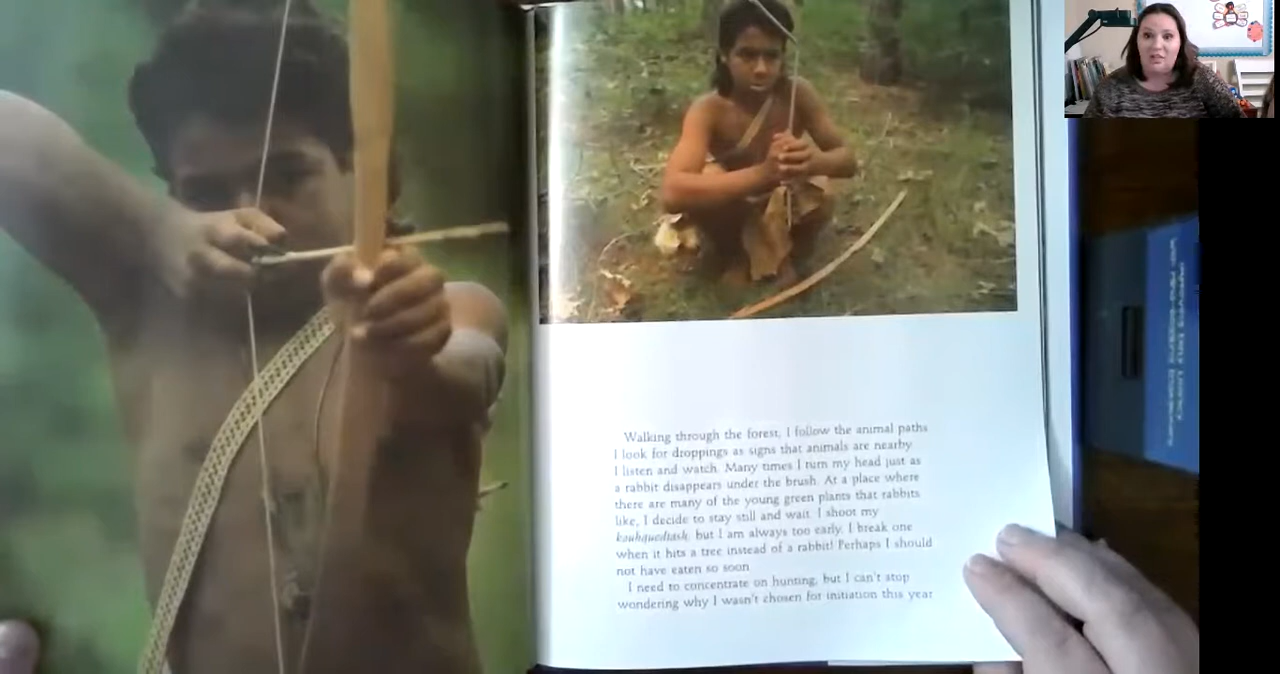 Walking through the forest, I follow the animal paths
I look for droppings as signs that animals are nearby
I listen and watch. Many times I turn my head just as
a rabbit disappears under the brush. At a place where
there are many of the young green plants that rabbits
like, I decide to stay still and wait. I shoot my
kouhquodtash, but I am always too early. I break one
when it hits a tree instead of a rabbit! Perhaps I should
not have eaten so soon
I need to concentrate on hunting, but I can't stop
wondering why I wasn't chosen for initiation this year